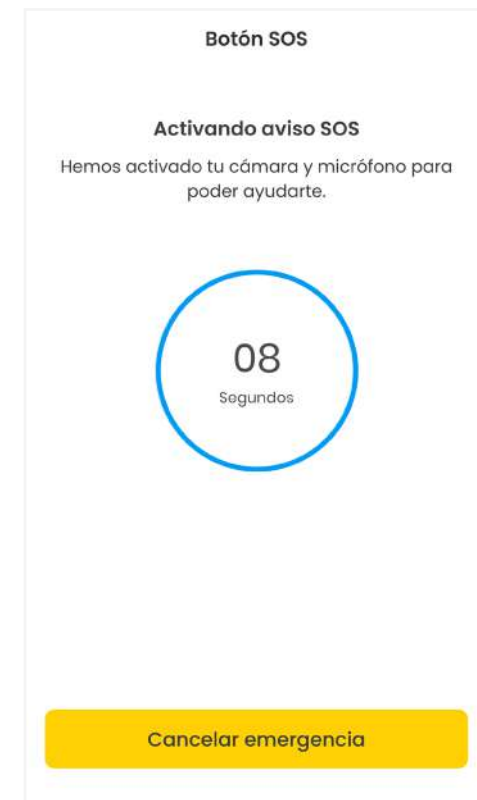 Botón SOS
Activando aviso SOS
Hemos activado tu cámara y micrófono para
poder ayudarte.
08
Segundos
Cancelar emergencia